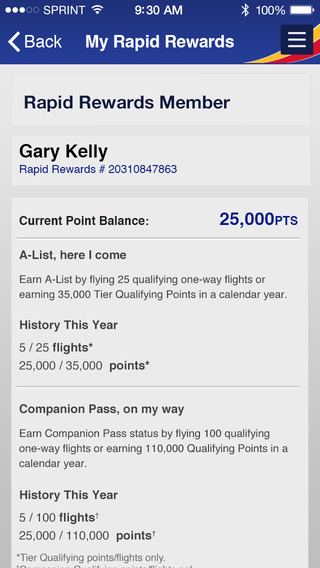 SPRINT 9:30 AM 100%
Back My Rapid Rewards
Rapid Rewards Member
Gary Kelly
Rapid Rewards # 20310847863
Current Point Balance: 25,000PTS
A-List, here I come
Earn A-List by flying 25 qualifying one-way flights or
earning 35,000 Tier Qualifying Points in a calendar year.
History This Year
5 / 25 flights*
25,000 / 35,000 points*
Companion Pass, on my way
Earn Companion Pass status by flying 100 qualifying
one-way flights or earning 110,000 Qualifying Points in a
calendar year.
History This Year
5 / 100 flights†
25,000 / 110,000 points†
*Tier Qualifying points/flights only.
†Companion Qualifying points/flights only.